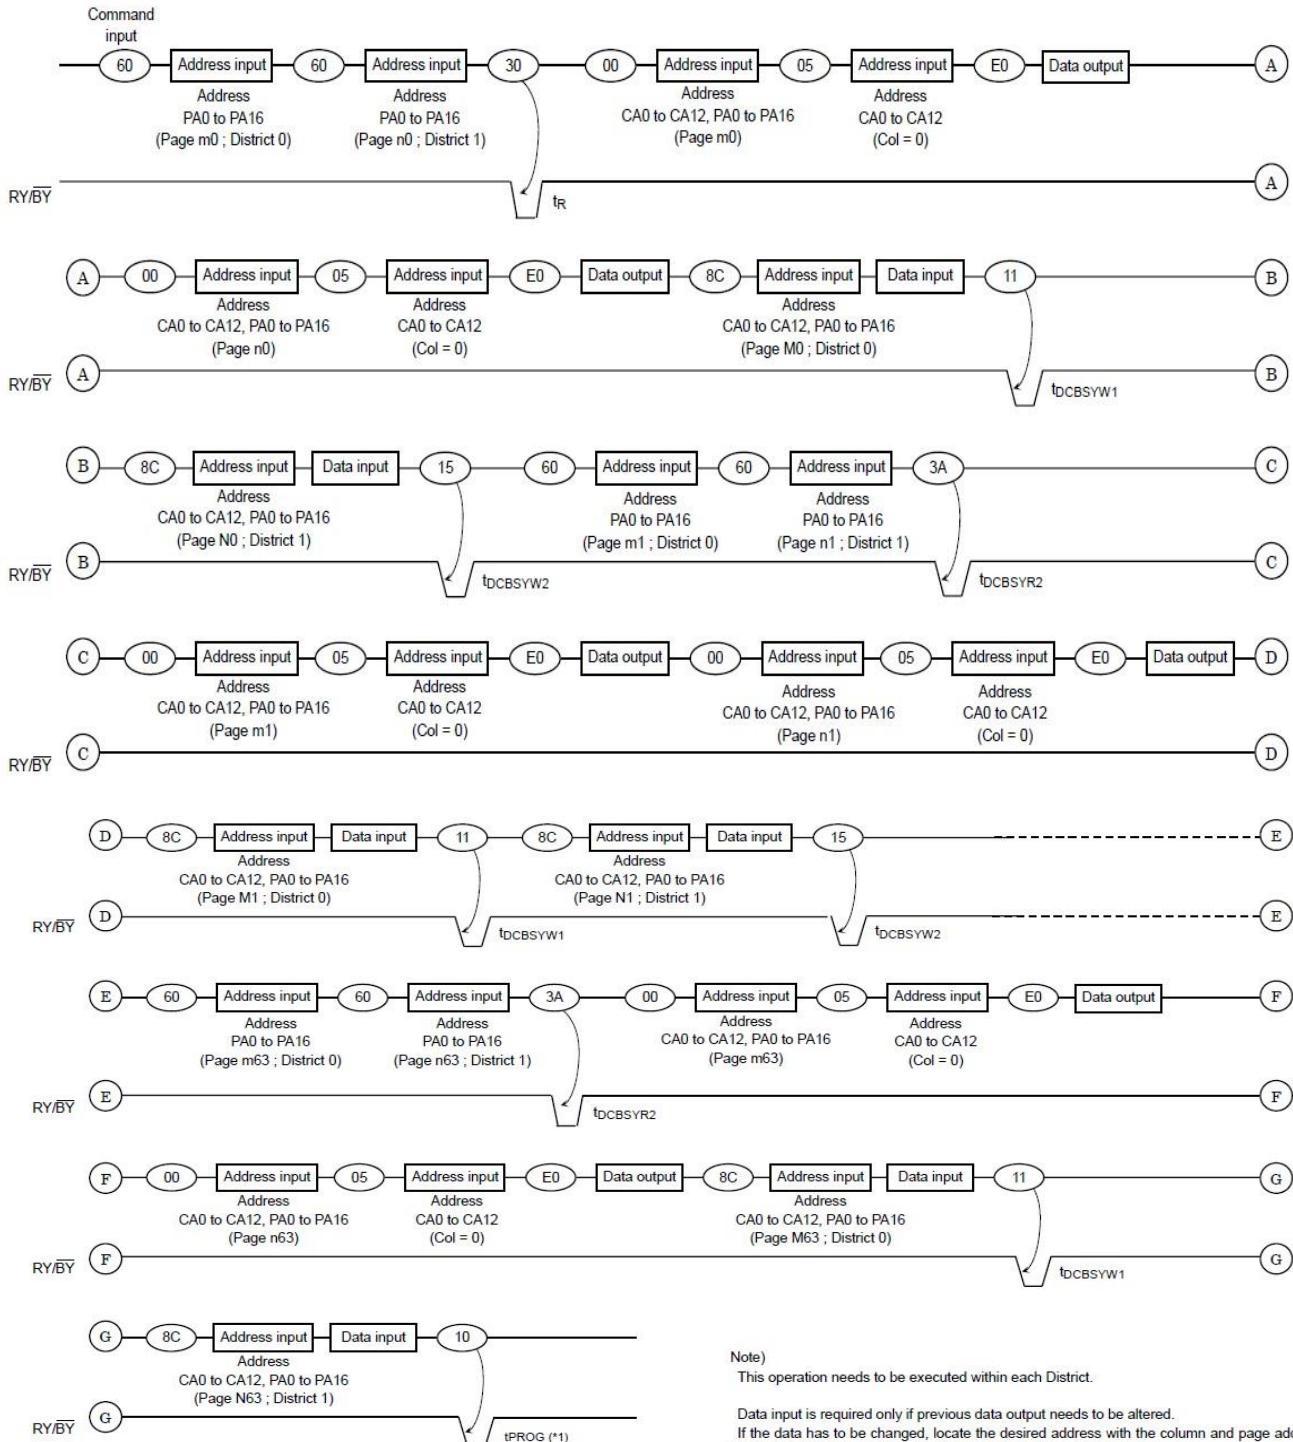 Command
input
60 Address input 60 Address input 30 00 Address input 05 Address input E0 Data output A
Address Address Address Address
PA0 to PA16 PA0 to PA16 CA0 to CA12, PA0 to PA16 CA0 to CA12
(Page m0 ; District 0) (Page n0 ; District 1) (Page m0) (Col = 0)
RY/BY tR A
A 00 Address input 05 Address input E0 Data output 8C Address input Data input 11 B
Address Address Address
CA0 to CA12, PA0 to PA16 CA0 to CA12 CA0 to CA12, PA0 to PA16
(Page n0) (Col = 0) (Page M0 ; District 0)
RY/BY A tDCBSYW1 B
B 8C Address input Data input 15 60 Address input 60 Address input 3A C
Address Address Address
CA0 to CA12, PA0 to PA16 PA0 to PA16 PA0 to PA16
(Page N0 ; District 1) (Page m1 ; District 0) (Page n1 ; District 1)
RY/BY B tDCBSYW2 tDCBSYR2 C
C 00 Address input 05 Address input E0 Data output 00 Address input 05 Address input E0 Data output D
Address Address Address Address
CA0 to CA12, PA0 to PA16 CA0 to CA12 CA0 to CA12, PA0 to PA16 CA0 to CA12
(Page m1) (Col = 0) (Page n1) (Col = 0)
RY/BY C D
D 8C Address input Data input 11 8C Address input Data input 15 E
Address Address
CA0 to CA12, PA0 to PA16 CA0 to CA12, PA0 to PA16
(Page M1 ; District 0) (Page N1 ; District 1)
RY/BY D tDCBSYW1 tDCBSYW2 E
E 60 Address input 60 Address input 3A 00 Address input 05 Address input E0 Data output F
Address Address Address Address
PA0 to PA16 PA0 to PA16 CA0 to CA12, PA0 to PA16 CA0 to CA12
(Page m63 ; District 0) (Page n63 ; District 1) (Page m63) (Col = 0)
RY/BY E tDCBSYR2 F
F 00 Address input 05 Address input E0 Data output 8C Address input Data input 11 G
Address Address Address
CA0 to CA12, PA0 to PA16 CA0 to CA12 CA0 to CA12, PA0 to PA16
(Page n63) (Col = 0) (Page M63 ; District 0)
RY/BY F tDCBSYW1 G
G 8C Address input Data input 10
Address
CA0 to CA12, PA0 to PA16
(Page N63 ; District 1)
RY/BY G tPROG (*1)
Note)
This operation needs to be executed within each District.
Data input is required only if previous data output needs to be altered.
If the data has to be changed, locate the desired address with the column and page